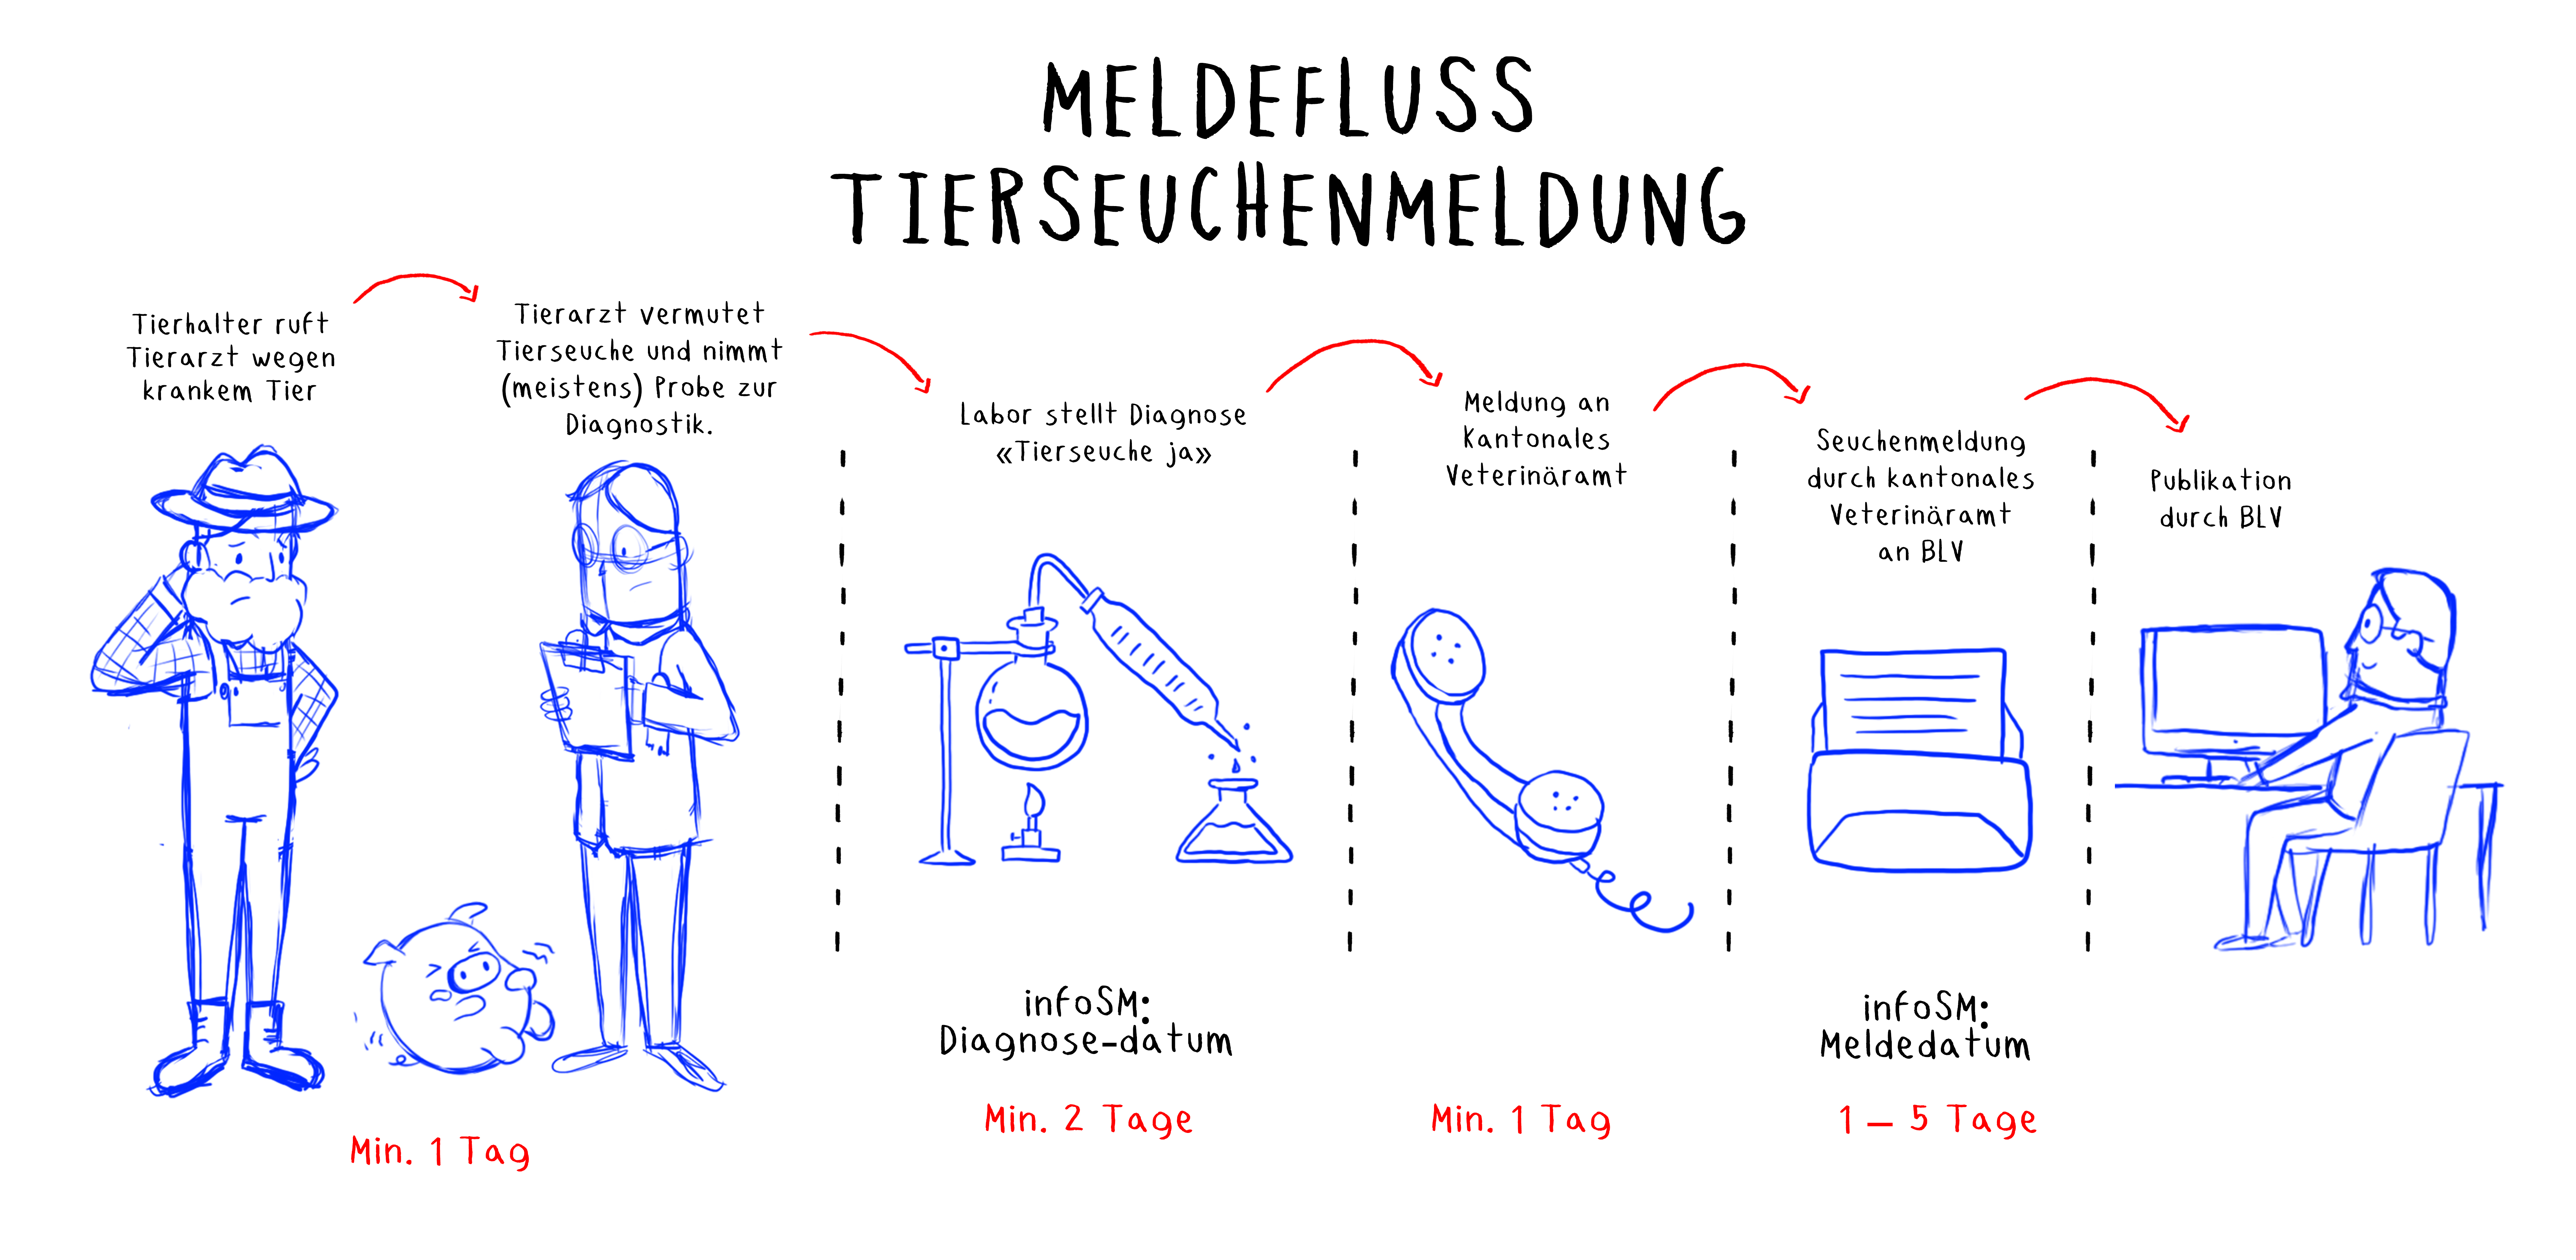 MELDEFLUSS
TIERSEUCHENMELDUNG
Tierhalter ruft
Tierarzt wegen
krankem Tier
Tierarzt vermutet
Tierseuche und nimmt
(meistens) Probe zur
Diagnostik.
Labor stellt Diagnose
«Tierseuche ja»
Meldung an
Kantonales
Veterinäramt
Seuchenmeldung
durch kantonales
Veterinäramt
an BLV
Publikation
durch BLV
infoSM:
Diagnose-datum
infoSM:
Meldedatum
Min. 1 Tag
Min. 2 Tage
Min. 1 Tag
1 – 5 Tage